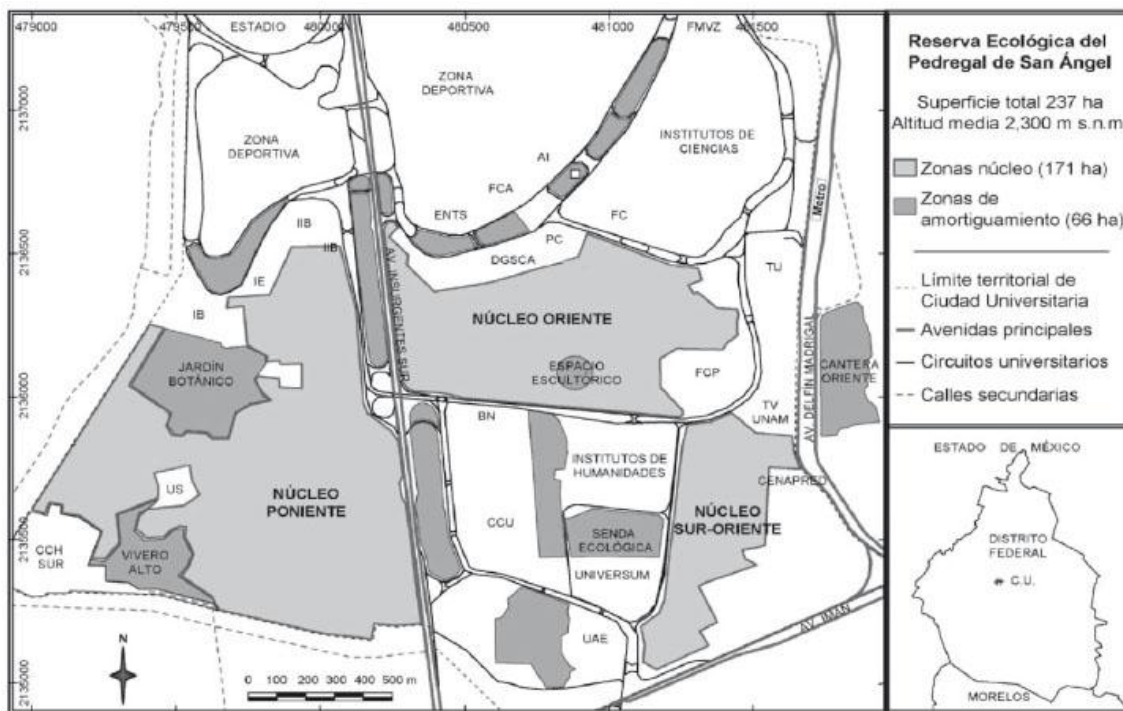 479000
479500
480000
480500
481000
481500
2137000
2136500
2136000
2135500
2135000
ESTADIO
FMVZ
ZONA
DEPORTIVA
ZONA
DEPORTIVA
INSTITUTOS DE
CIENCIAS
AI
FCA
ENTS
FC
PC
DGSCA
IIB
IIB
IE
IB
TU
Metro
AV. INSURGENTES SUR
NÚCLEO ORIENTE
ESPACIO
ESCULTÓRICO
FCP
JARDÍN
BOTÁNICO
AV. DELFÍN MADRIGAL
CANTERA
ORIENTE
BN
TV
UNAM
INSTITUTOS DE
HUMANIDADES
CENAPRED
US
NÚCLEO
PONIENTE
CCU
NÚCLEO
SUR-ORIENTE
SENDA
ECOLÓGICA
CCH
SUR
VIVERO
ALTO
UNIVERSUM
UAE
AV. IMAN
N
0 100 200 300 400 500 m
Reserva Ecológica del
Pedregal de San Ángel
Superficie total 237 ha
Altitud media 2,300 m s.n.m
Zonas núcleo (171 ha)
Zonas de
amortiguamiento (66 ha)
Límite territorial de
Ciudad Universitaria
Avenidas principales
Circuitos universitarios
Calles secundarias
ESTADO DE MÉXICO
DISTRITO
FEDERAL
C.U.
MORELOS